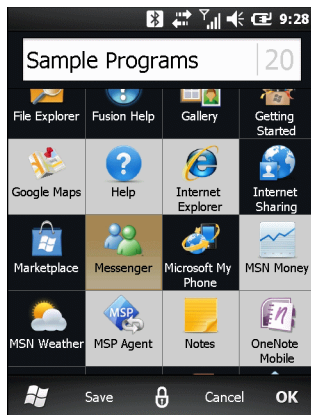 9:28
Sample Programs 20
File Explorer Fusion Help Gallery Getting
Started
Google Maps Help Internet Internet
Explorer Sharing
Marketplace Messenger Microsoft My MSN Money
Phone
MSP
MSN Weather MSP Agent Notes OneNote
Mobile
Save Cancel OK